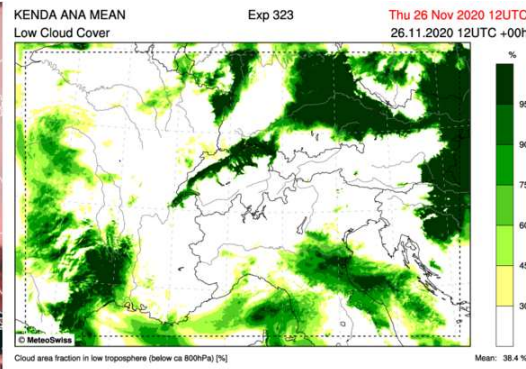 KENDA ANA MEAN Exp 323 Thu 26 Nov 2020 12UTC
Low Cloud Cover 26.11.2020 12UTC +00h
%
95
90
75
60
45
30
© MeteoSwiss
Cloud area fraction in low troposphere (below ca 800hPa) [%] Mean: 38.4 %